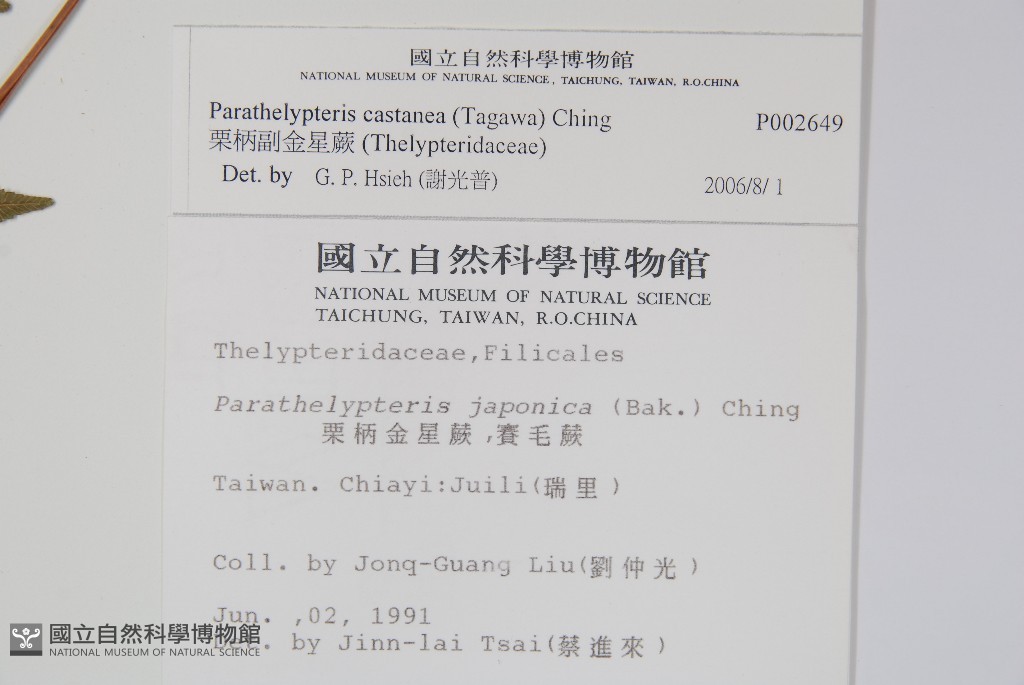 國立自然科學博物館
NATIONAL MUSEUM OF NATURAL SCIENCE, TAICHUNG, TAIWAN, R.O.CHINA
Parathelypteris castanea (Tagawa) Ching P002649
栗柄副金星蕨 (Thelypteridaceae)
Det. by G. P. Hsieh (謝光普) 2006/8/ 1
國立自然科學博物館
NATIONAL MUSEUM OF NATURAL SCIENCE
TAICHUNG, TAIWAN, R.O.CHINA
Thelypteridaceae,Filicales
Parathelypteris japonica (Bak.) Ching
栗柄金星蕨,賽毛蕨
Taiwan. Chiayi:Juili(瑞里)
Coll. by Jonq-Guang Liu(劉仲光)
Jun. ,02, 1991
Det. by Jinn-lai Tsai(蔡進來)
國立自然科學博物館
NATIONAL MUSEUM OF NATURAL SCIENCE